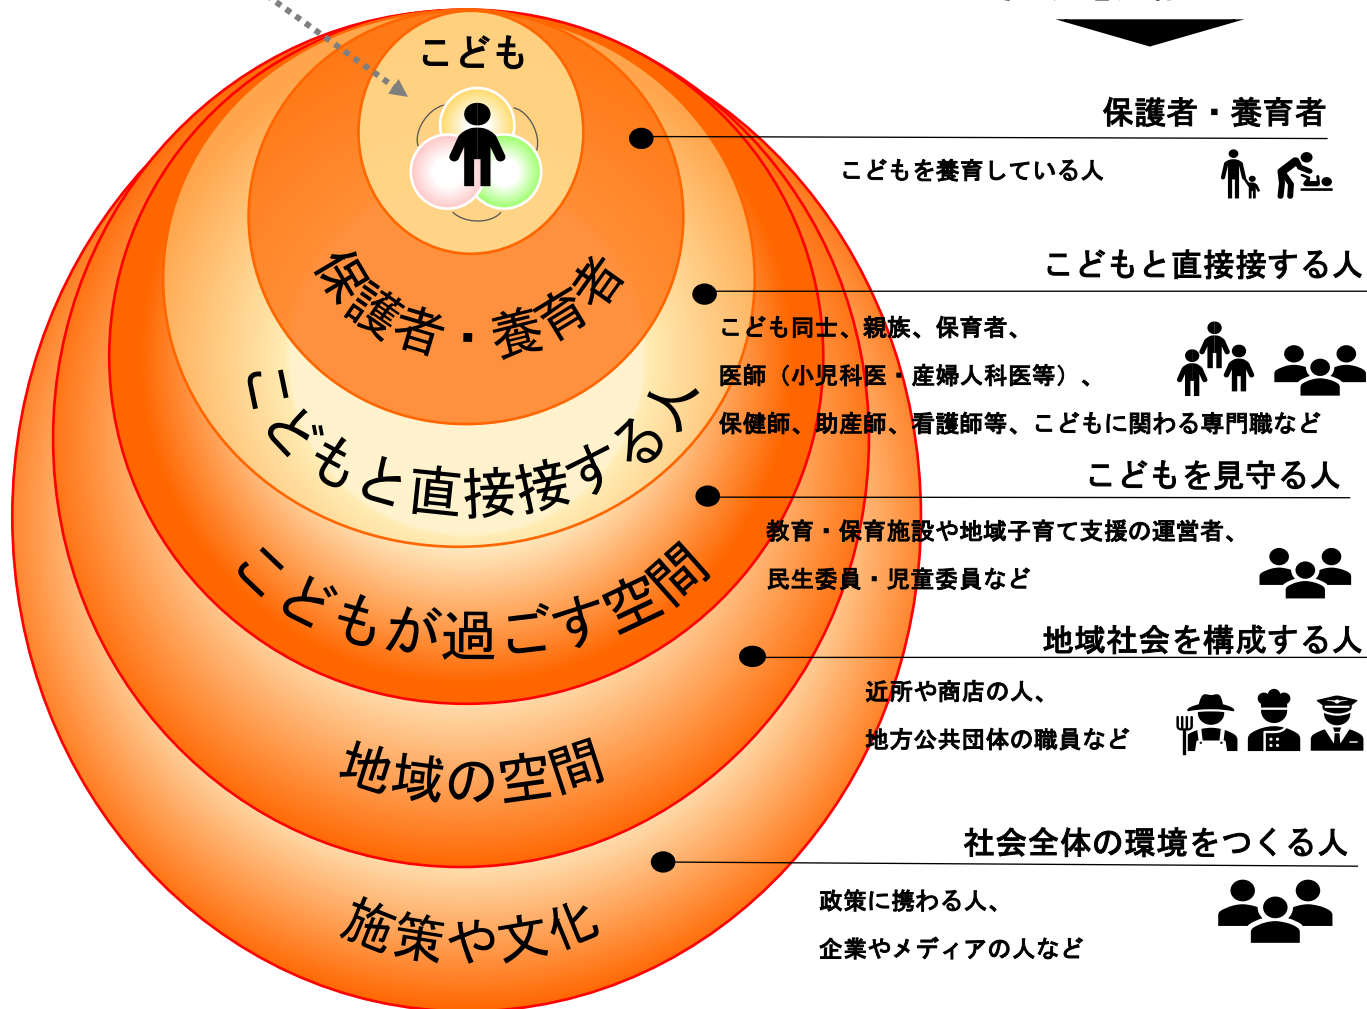 こども
保護者・養育者
こどもと直接接する人
こどもが過ごす空間
地域の空間
施策や文化
保護者・養育者
こどもを養育している人
こどもと直接接する人
こども同士、親族、保育者、
医師（小児科医・産婦人科医等）、
保健師、助産師、看護師等、こどもに関わる専門職など
こどもを見守る人
教育・保育施設や地域子育て支援の運営者、
民生委員・児童委員など
地域社会を構成する人
近所や商店の人、
地方公共団体の職員など
社会全体の環境をつくる人
政策に携わる人、
企業やメディアの人など